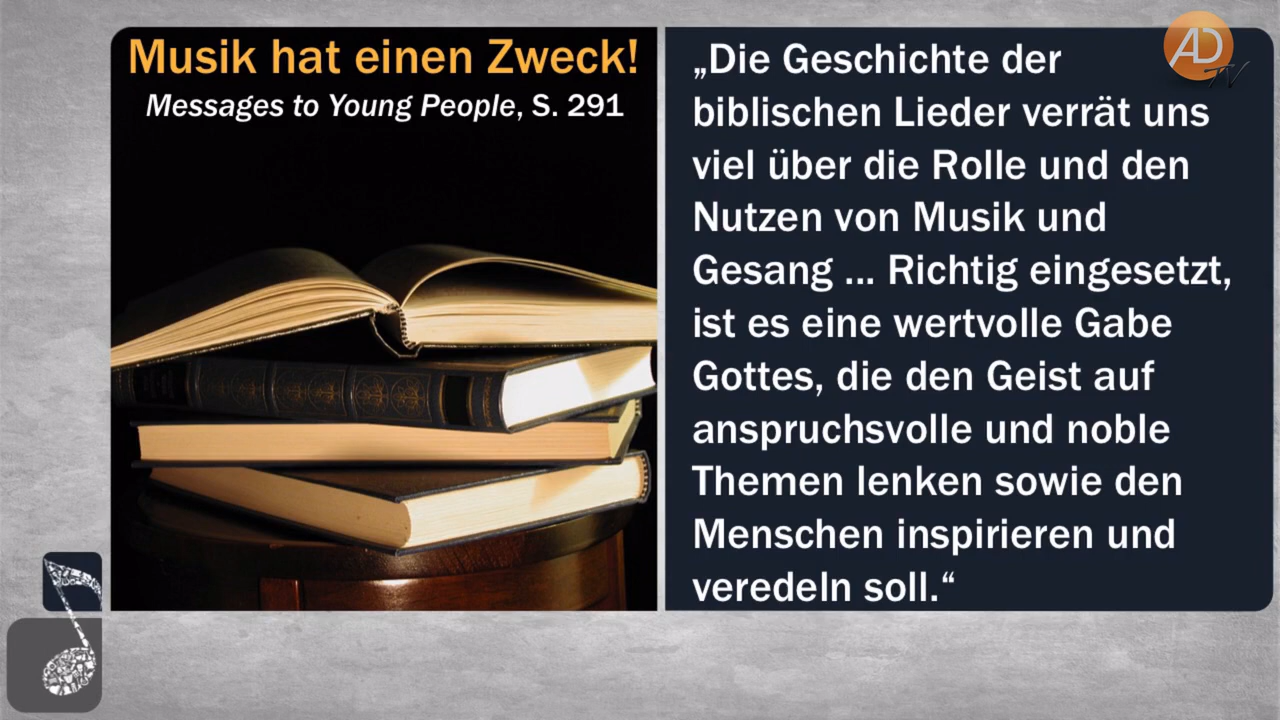 Musik hat einen Zweck!
Messages to Young People, S. 291
„Die Geschichte der
biblischen Lieder verrät uns
viel über die Rolle und den
Nutzen von Musik und
Gesang ... Richtig eingesetzt,
ist es eine wertvolle Gabe
Gottes, die den Geist auf
anspruchsvolle und noble
Themen lenken sowie den
Menschen inspirieren und
veredeln soll.“
AD
TV